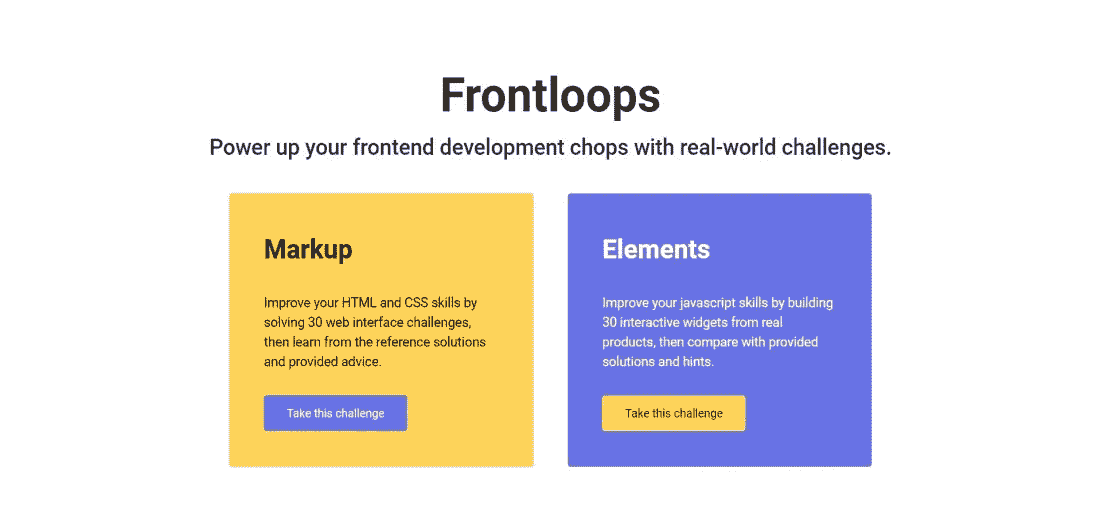 Frontloops
Power up your frontend development chops with real-world challenges.
Markup
Improve your HTML and CSS skills by
solving 30 web interface challenges,
then learn from the reference solutions
and provided advice.
Take this challenge
Elements
Improve your javascript skills by building
30 interactive widgets from real
products, then compare with provided
solutions and hints.
Take this challenge